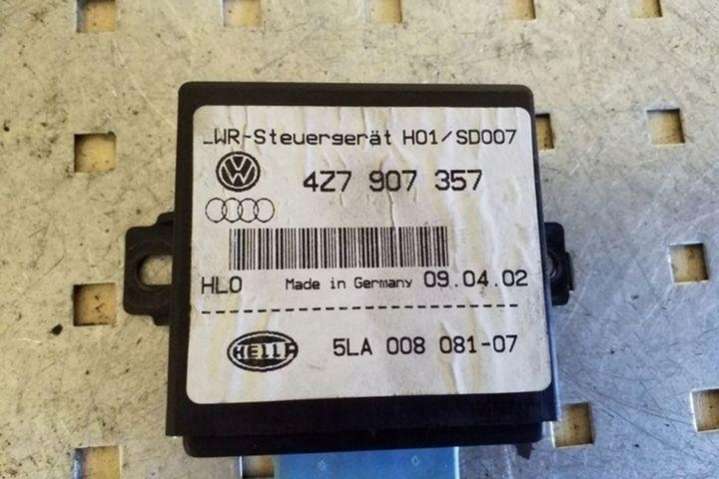 LWR-Steuergerät H01/SD007
4Z7 907 357
HLO Made in Germany 09.04.02
HELLA 5LA 008 081-07